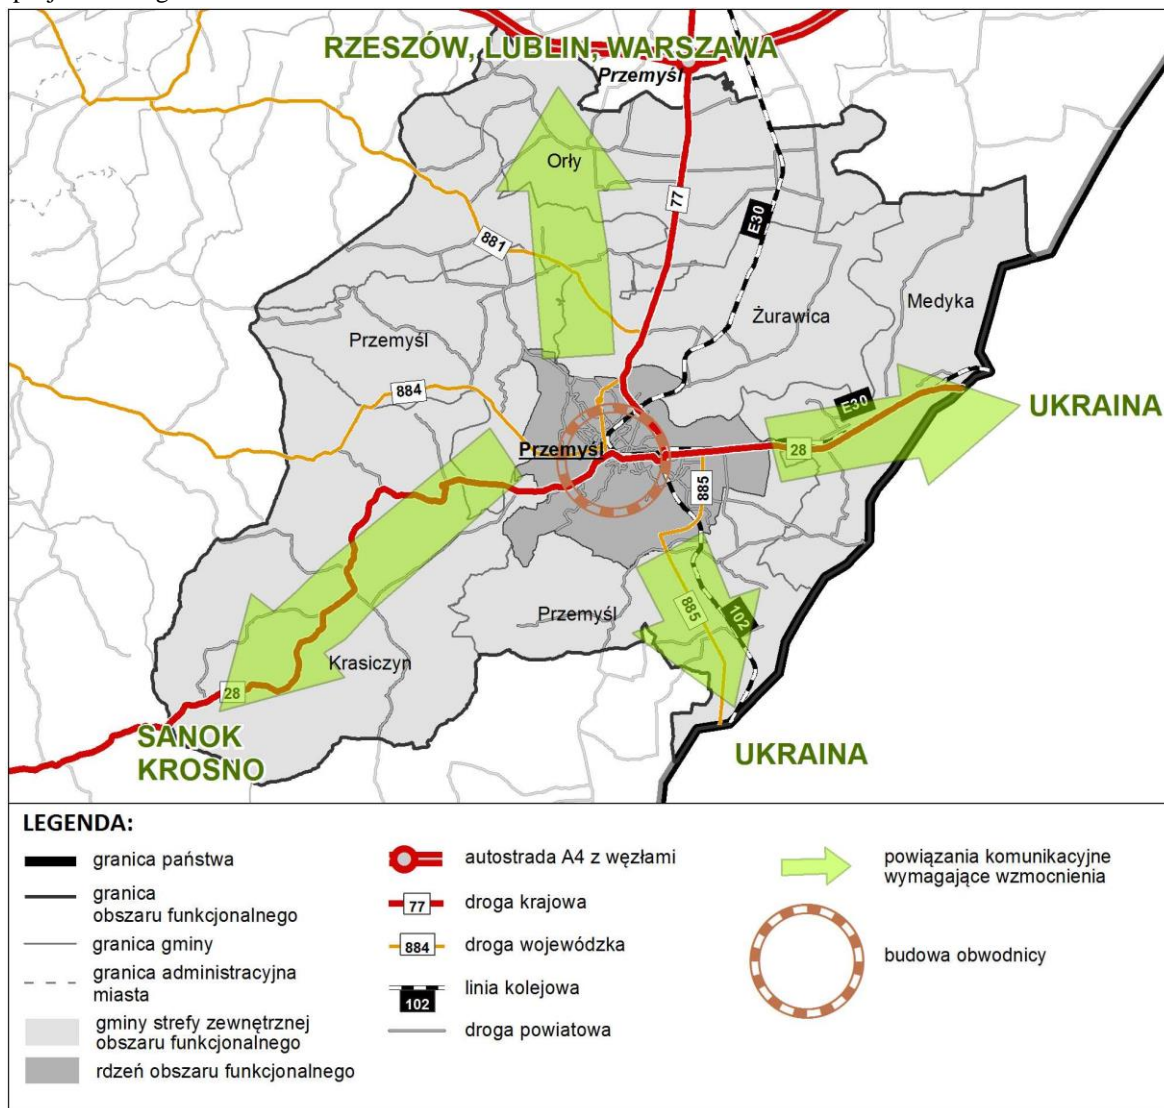 RZESZÓW, LUBLIN, WARSZAWA
Przemyśl
Orły
77
E30
881
Medyka
Żurawica
Przemyśl
884
E30
UKRAINA
Przemyśl
28
885
885
102
Przemyśl
Krasiczyn
28
SANOK
KROSNO
UKRAINA
LEGENDA:
granica państwa
granica
obszaru funkcjonalnego
granica gminy
granica administracyjna
miasta
gminy strefy zewnętrznej
obszaru funkcjonalnego
rdzeń obszaru funkcjonalnego
autostrada A4 z węzłami
77
droga krajowa
884
droga wojewódzka
linia kolejowa
102
droga powiatowa
powiązania komunikacyjne
wymagające wzmocnienia
budowa obwodnicy